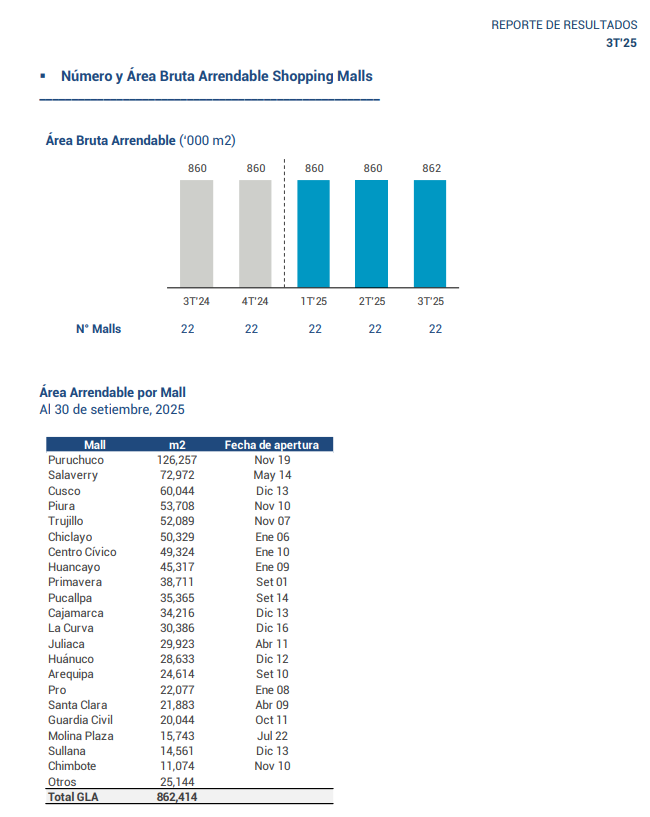 REPORTE DE RESULTADOS
3T'25
▪ Número y Área Bruta Arrendable Shopping Malls
Área Bruta Arrendable ('000 m2)
860 860 860 860 862
3T'24 4T'24 1T'25 2T'25 3T'25
N° Malls 22 22 22 22 22
Área Arrendable por Mall
Al 30 de setiembre, 2025
Mall m2 Fecha de apertura
Puruchuco 126,257 Nov 19
Salaverry 72,972 May 14
Cusco 60,044 Dic 13
Piura 53,708 Nov 10
Trujillo 52,089 Nov 07
Chiclayo 50,329 Ene 06
Centro Cívico 49,324 Ene 10
Huancayo 45,317 Ene 09
Primavera 38,711 Set 01
Pucallpa 35,365 Set 14
Cajamarca 34,216 Dic 13
La Curva 30,386 Dic 16
Juliaca 29,923 Abr 11
Huánuco 28,633 Dic 12
Arequipa 24,614 Set 10
Pro 22,077 Ene 08
Santa Clara 21,883 Abr 09
Guardia Civil 20,044 Oct 11
Molina Plaza 15,743 Jul 22
Sullana 14,561 Dic 13
Chimbote 11,074 Nov 10
Otros 25,144
Total GLA 862,414